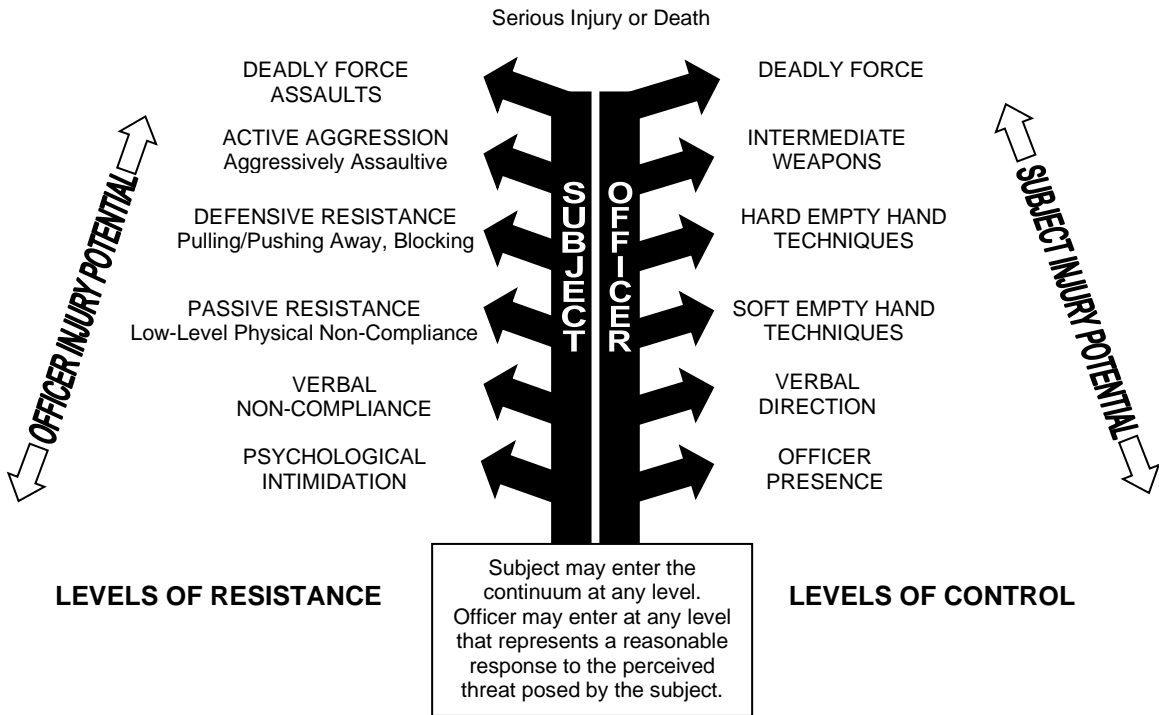 Serious Injury or Death
DEADLY FORCE
ASSAULTS
DEADLY FORCE
ACTIVE AGGRESSION
Aggressively Assaultive
INTERMEDIATE
WEAPONS
DEFENSIVE RESISTANCE
Pulling/Pushing Away, Blocking
HARD EMPTY HAND
TECHNIQUES
PASSIVE RESISTANCE
Low-Level Physical Non-Compliance
SOFT EMPTY HAND
TECHNIQUES
VERBAL
NON-COMPLIANCE
VERBAL
DIRECTION
PSYCHOLOGICAL
INTIMIDATION
OFFICER
PRESENCE
OFFICER INJURY POTENTIAL
SUBJECT
OFFICER
SUBJECT INJURY POTENTIAL
LEVELS OF RESISTANCE
Subject may enter the
continuum at any level.
Officer may enter at any level
that represents a reasonable
response to the perceived
threat posed by the subject.
LEVELS OF CONTROL